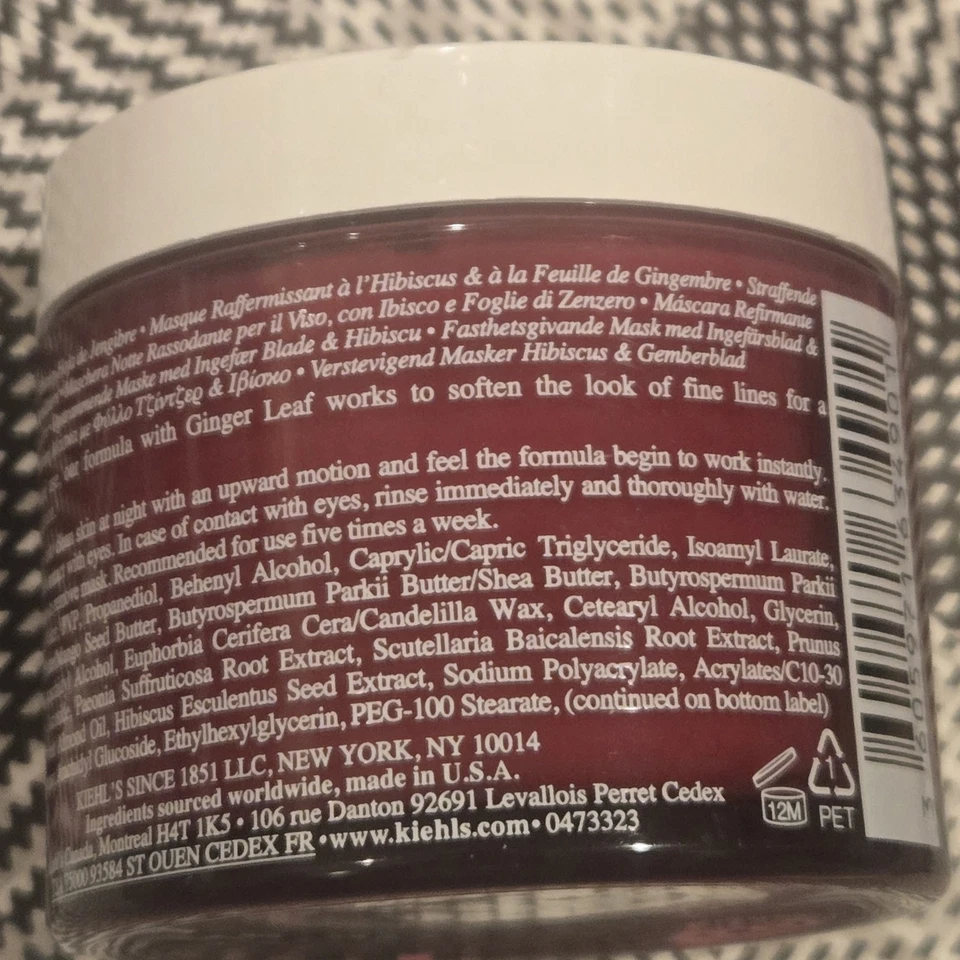 de Jengibre • Masque Raffermissant à l'Hibiscus & à la Feuille de Gingembre • Straffende
Maschera Notte Rassodante per il Viso, con Ibisco e Foglie di Zenzero • Máscara Refirmante
Maske med Ingefær Blade & Hibiscu • Fasthetsgivande Mask med Ingefärsblad &
με Φύλλο Τζίντζερ & Ιβίσκο • Verstevigend Masker Hibiscus & Gemberblad
formula with Ginger Leaf works to soften the look of fine lines for a
skin at night with an upward motion and feel the formula begin to work instantly.
with eyes. In case of contact with eyes, rinse immediately and thoroughly with water.
mask. Recommended for use five times a week.
PVP, Propanediol, Behenyl Alcohol, Caprylic/Capric Triglyceride, Isoamyl Laurate,
Seed Butter, Butyrospermum Parkii Butter/Shea Butter, Butyrospermum Parkii
Alcohol, Euphorbia Cerifera Cera/Candelilla Wax, Cetearyl Alcohol, Glycerin,
Paeonia Suffruticosa Root Extract, Scutellaria Baicalensis Root Extract, Prunus
Oil, Hibiscus Esculentus Seed Extract, Sodium Polyacrylate, Acrylates/C10-30
Glucoside, Ethylhexylglycerin, PEG-100 Stearate, (continued on bottom label)
KIEHL'S SINCE 1851 LLC, NEW YORK, NY 10014
Ingredients sourced worldwide, made in U.S.A.
Canada, Montreal H4T 1K5 • 106 rue Danton 92691 Levallois Perret Cedex
93584 ST OUEN CEDEX FR • www.kiehls.com • 0473323
12M
1
PET